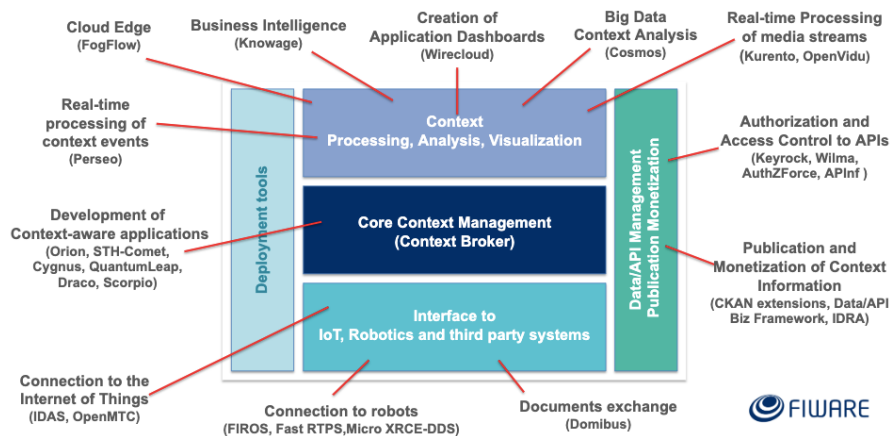 Cloud Edge
(FogFlow)
Business Intelligence
(Knowage)
Creation of
Application Dashboards
(Wirecloud)
Big Data
Context Analysis
(Cosmos)
Real-time Processing
of media streams
(Kurento, OpenVidu)
Real-time
processing of
context events
(Perseo)
Context
Processing, Analysis, Visualization
Authorization and
Access Control to APIs
(Keyrock, Wilma,
AuthZForce, APInf )
Deployment tools
Data/API Management
Publication Monetization
Development of
Context-aware applications
(Orion, STH-Comet,
Cygnus, QuantumLeap,
Draco, Scorpio)
Core Context Management
(Context Broker)
Publication and
Monetization of Context
Information
(CKAN extensions, Data/API
Biz Framework, IDRA)
Interface to
IoT, Robotics and third party systems
Connection to the
Internet of Things
(IDAS, OpenMTC)
Connection to robots
(FIROS, Fast RTPS,Micro XRCE-DDS)
Documents exchange
(Domibus)
FIWARE